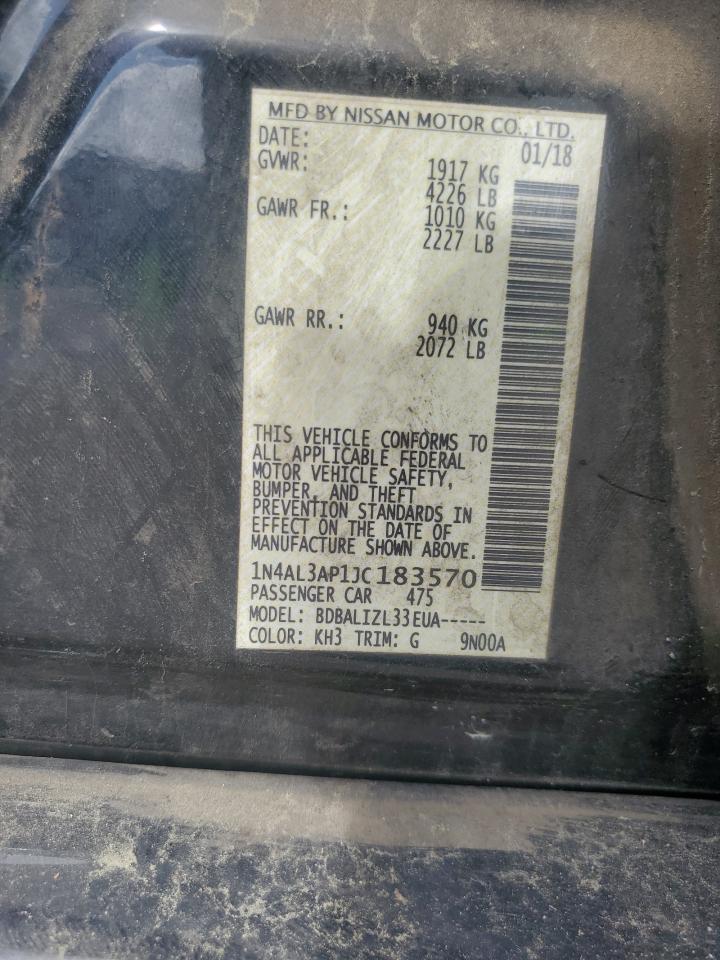 MFD BY NISSAN MOTOR CO., LTD.
DATE: 01/18
GVWR: 1917 KG
4226 LB
GAWR FR.: 1010 KG
2227 LB
GAWR RR.: 940 KG
2072 LB
THIS VEHICLE CONFORMS TO
ALL APPLICABLE FEDERAL
MOTOR VEHICLE SAFETY,
BUMPER, AND THEFT
PREVENTION STANDARDS IN
EFFECT ON THE DATE OF
MANUFACTURE SHOWN ABOVE.
1N4AL3AP1JC183570
PASSENGER CAR 475
MODEL: BDBALIZL33EUA-----
COLOR: KH3 TRIM: G 9N00A